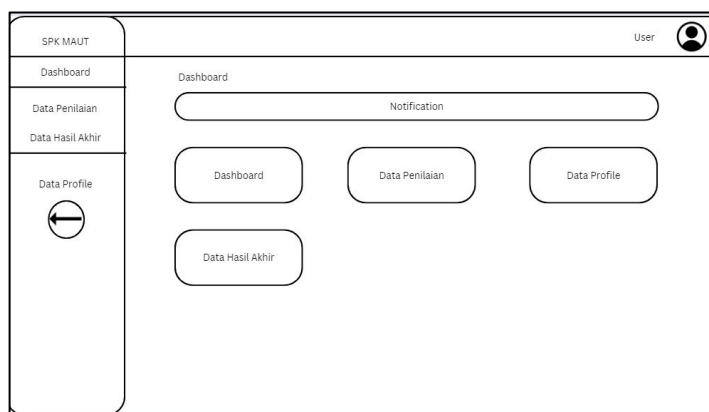 SPK MAUT
User
Dashboard
Data Penilaian
Data Hasil Akhir
Data Profile
Dashboard
Notification
Dashboard
Data Penilaian
Data Profile
Data Hasil Akhir